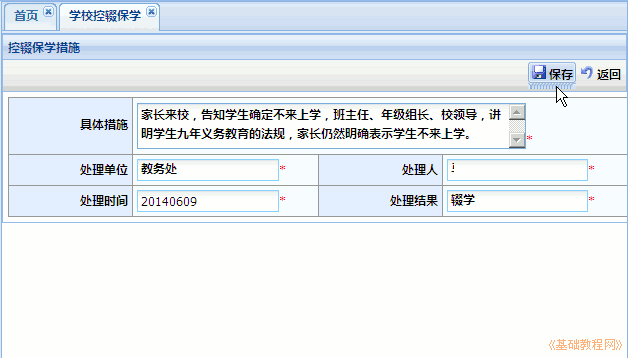 首页 学校控辍保学
控辍保学措施
保存 返回
具体措施 家长来校，告知学生确定不来上学，班主任、年级组长、校领导，讲
明学生九年义务教育的法规，家长仍然明确表示学生不来上学。 *
处理单位 教务处 * 处理人 *
处理时间 20140609 * 处理结果 辍学 *
《基础教程网》